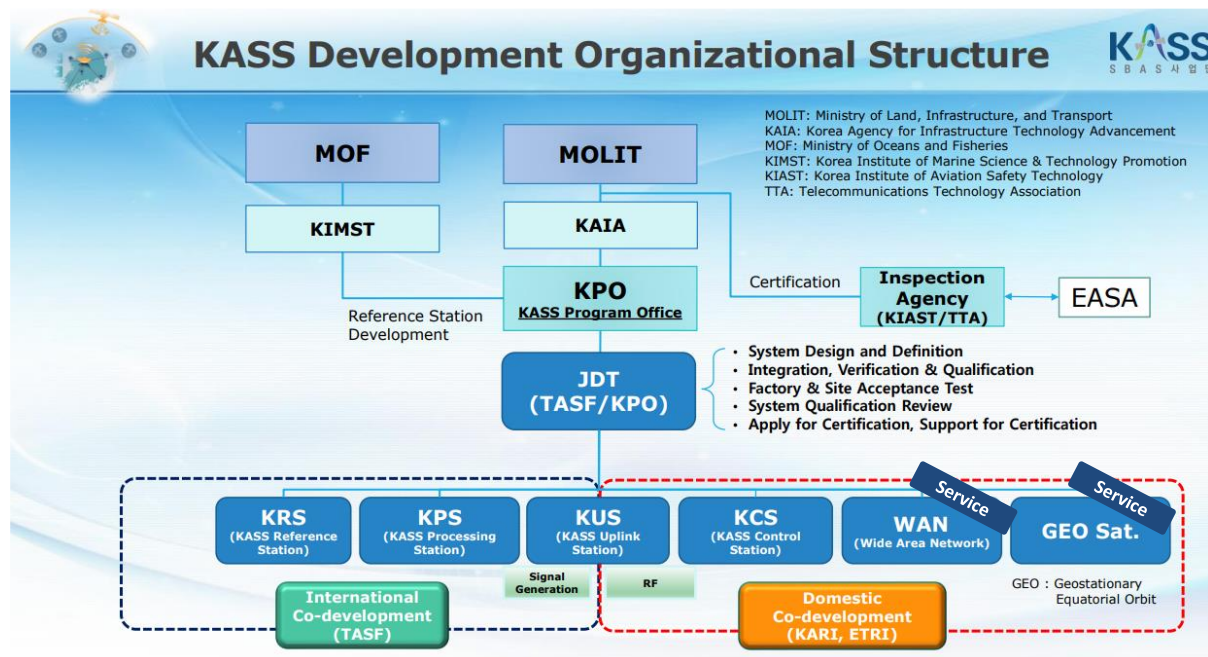 KASS Development Organizational Structure
KASS
SBAS사업단
MOLIT: Ministry of Land, Infrastructure, and Transport
KAIA: Korea Agency for Infrastructure Technology Advancement
MOF: Ministry of Oceans and Fisheries
KIMST: Korea Institute of Marine Science & Technology Promotion
KIAST: Korea Institute of Aviation Safety Technology
TTA: Telecommunications Technology Association
MOF
MOLIT
KIMST
KAIA
KPO
KASS Program Office
Reference Station
Development
Certification
Inspection
Agency
(KIAST/TTA)
EASA
JDT
(TASF/KPO)
• System Design and Definition
• Integration, Verification & Qualification
• Factory & Site Acceptance Test
• System Qualification Review
• Apply for Certification, Support for Certification
Service
Service
KRS
(KASS Reference
Station)
KPS
(KASS Processing
Station)
KUS
(KASS Uplink
Station)
KCS
(KASS Control
Station)
WAN
(Wide Area Network)
GEO Sat.
Signal
Generation
RF
GEO : Geostationary
Equatorial Orbit
International
Co-development
(TASF)
Domestic
Co-development
(KARI, ETRI)